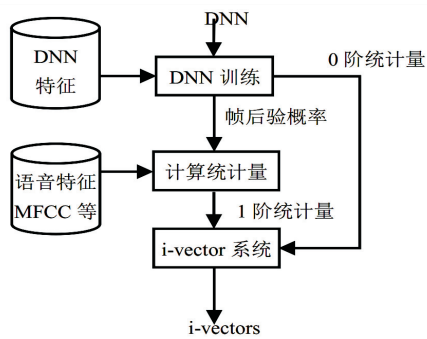 DNN
DNN
特征
DNN 训练
0 阶统计量
帧后验概率
语音特征
MFCC 等
计算统计量
1 阶统计量
i-vector 系统
i-vectors